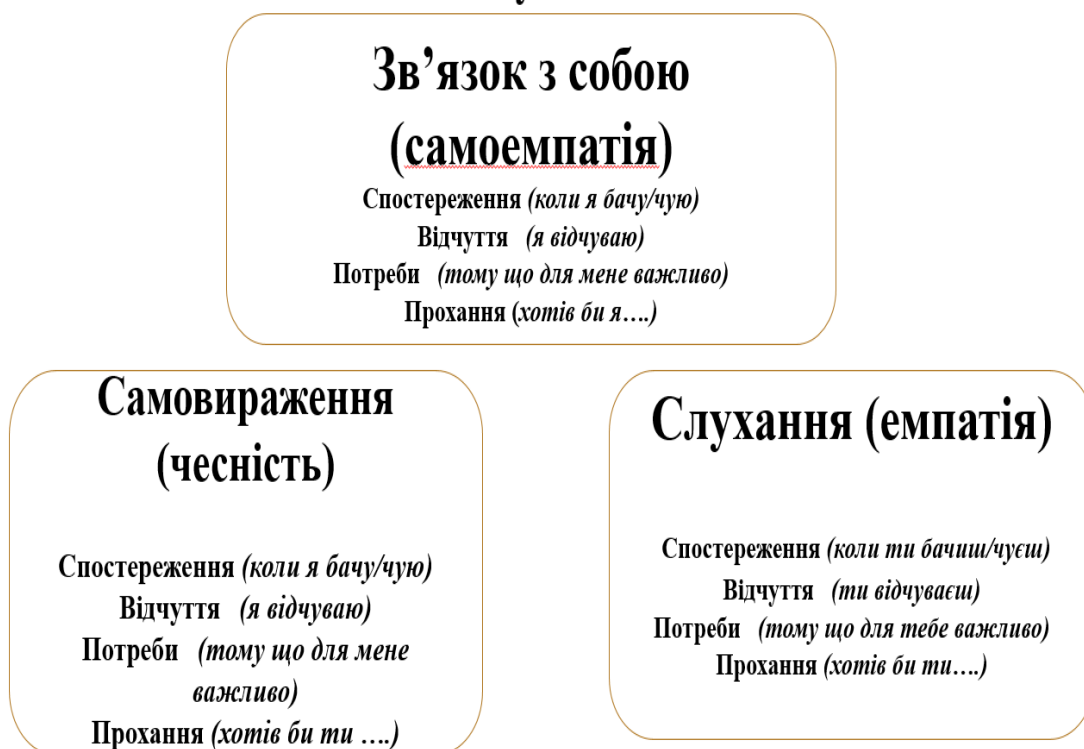 Зв’язок з собою
(самоемпатія)
Спостереження (коли я бачу/чую)
Відчуття (я відчуваю)
Потреби (тому що для мене важливо)
Прохання (хотів би я….)
Самовираження
(чесність)
Спостереження (коли я бачу/чую)
Відчуття (я відчуваю)
Потреби (тому що для мене
важливо)
Прохання (хотів би ти ….)
Слухання (емпатія)
Спостереження (коли ти бачиш/чуєш)
Відчуття (ти відчуваєш)
Потреби (тому що для тебе важливо)
Прохання (хотів би ти….)